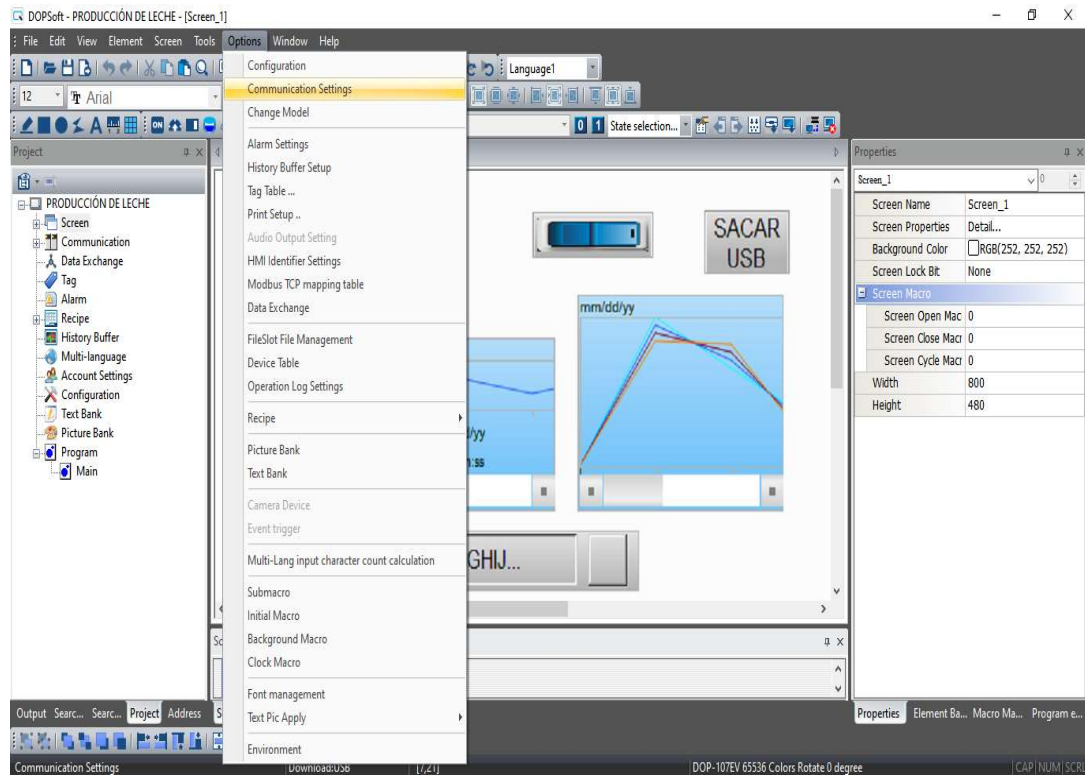 DOPSoft - PRODUCCIÓN DE LECHE - [Screen_1]
File Edit View Element Screen Tools Options Window Help
Language1
12 Arial
0 1 State selection...
Project
PRODUCCIÓN DE LECHE
Screen
Communication
Data Exchange
Tag
Alarm
Recipe
History Buffer
Multi-language
Account Settings
Configuration
Text Bank
Picture Bank
Program
Main
Configuration
Communication Settings
Change Model
Alarm Settings
History Buffer Setup
Tag Table ...
Print Setup ..
Audio Output Setting
HMI Identifier Settings
Modbus TCP mapping table
Data Exchange
FileSlot File Management
Device Table
Operation Log Settings
Recipe
Picture Bank
Text Bank
Camera Device
Event trigger
Multi-Lang input character count calculation
Submacro
Initial Macro
Background Macro
Clock Macro
Font management
Text Pic Apply
Environment
SACAR
USB
mm/dd/yy
GHIJ...
Properties
Screen_1 0
Screen Name Screen_1
Screen Properties Detail...
Background Color RGB(252, 252, 252)
Screen Lock Bit None
Screen Macro
Screen Open Mac 0
Screen Close Macr 0
Screen Cycle Macr 0
Width 800
Height 480
Output Searc... Searc... Project Address
Properties Element Ba... Macro Ma... Program e...
Communication Settings Download:USB [7,21] DOP-107EV 65536 Colors Rotate 0 degree CAP NUM SCRL